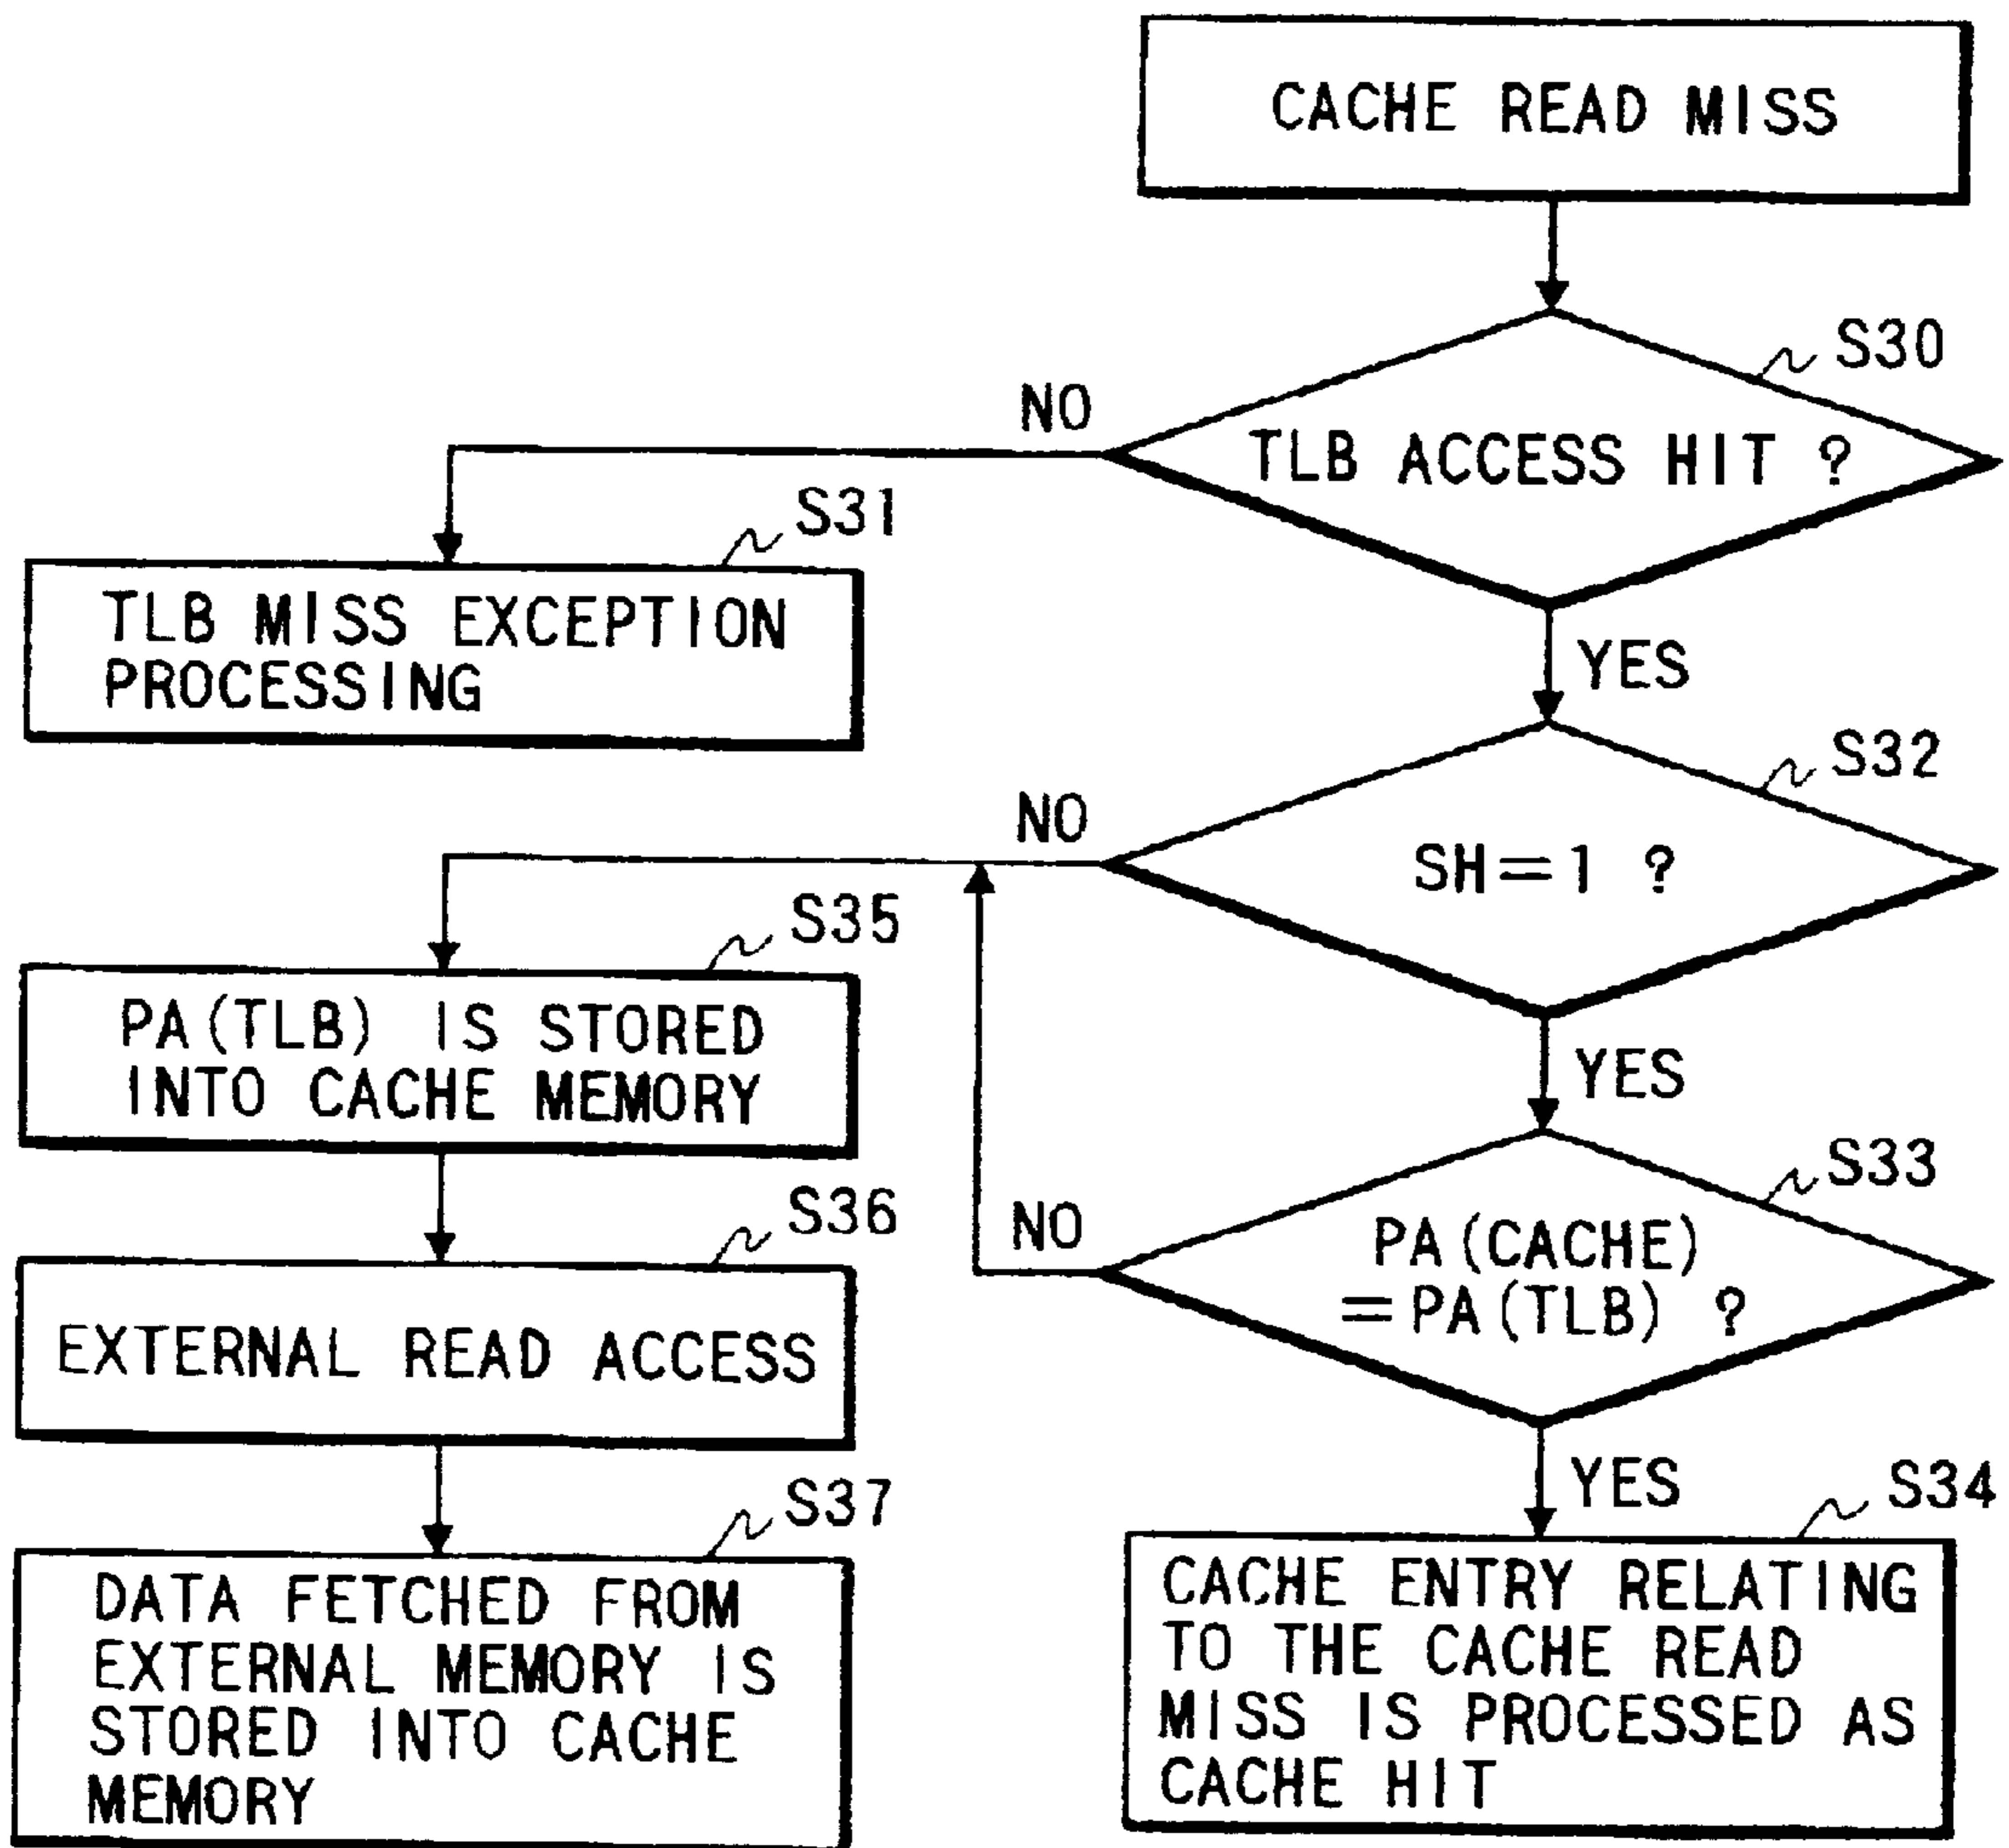 CACHE READ MISS
S30
NO
TLB ACCESS HIT ?
S31
TLB MISS EXCEPTION
PROCESSING
YES
S32
NO
SH=1 ?
S35
PA(TLB) IS STORED
INTO CACHE MEMORY
YES
S33
S36
NO
PA(CACHE)
=PA(TLB) ?
EXTERNAL READ ACCESS
YES
S34
S37
DATA FETCHED FROM
EXTERNAL MEMORY IS
STORED INTO CACHE
MEMORY
CACHE ENTRY RELATING
TO THE CACHE READ
MISS IS PROCESSED AS
CACHE HIT